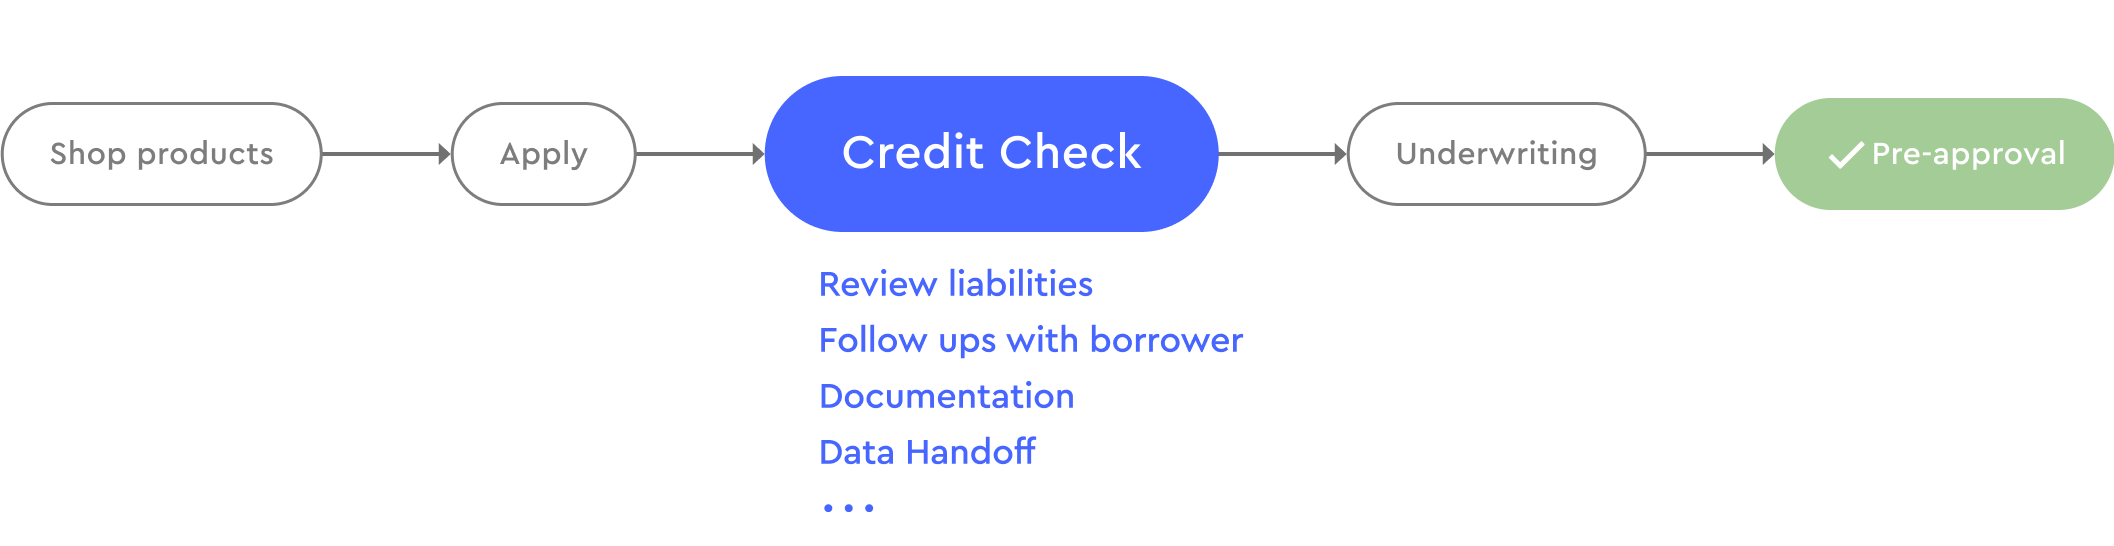 Shop products
Apply
Credit Check
Underwriting
Pre-approval
Review liabilities
Follow ups with borrower
Documentation
Data Handoff
...